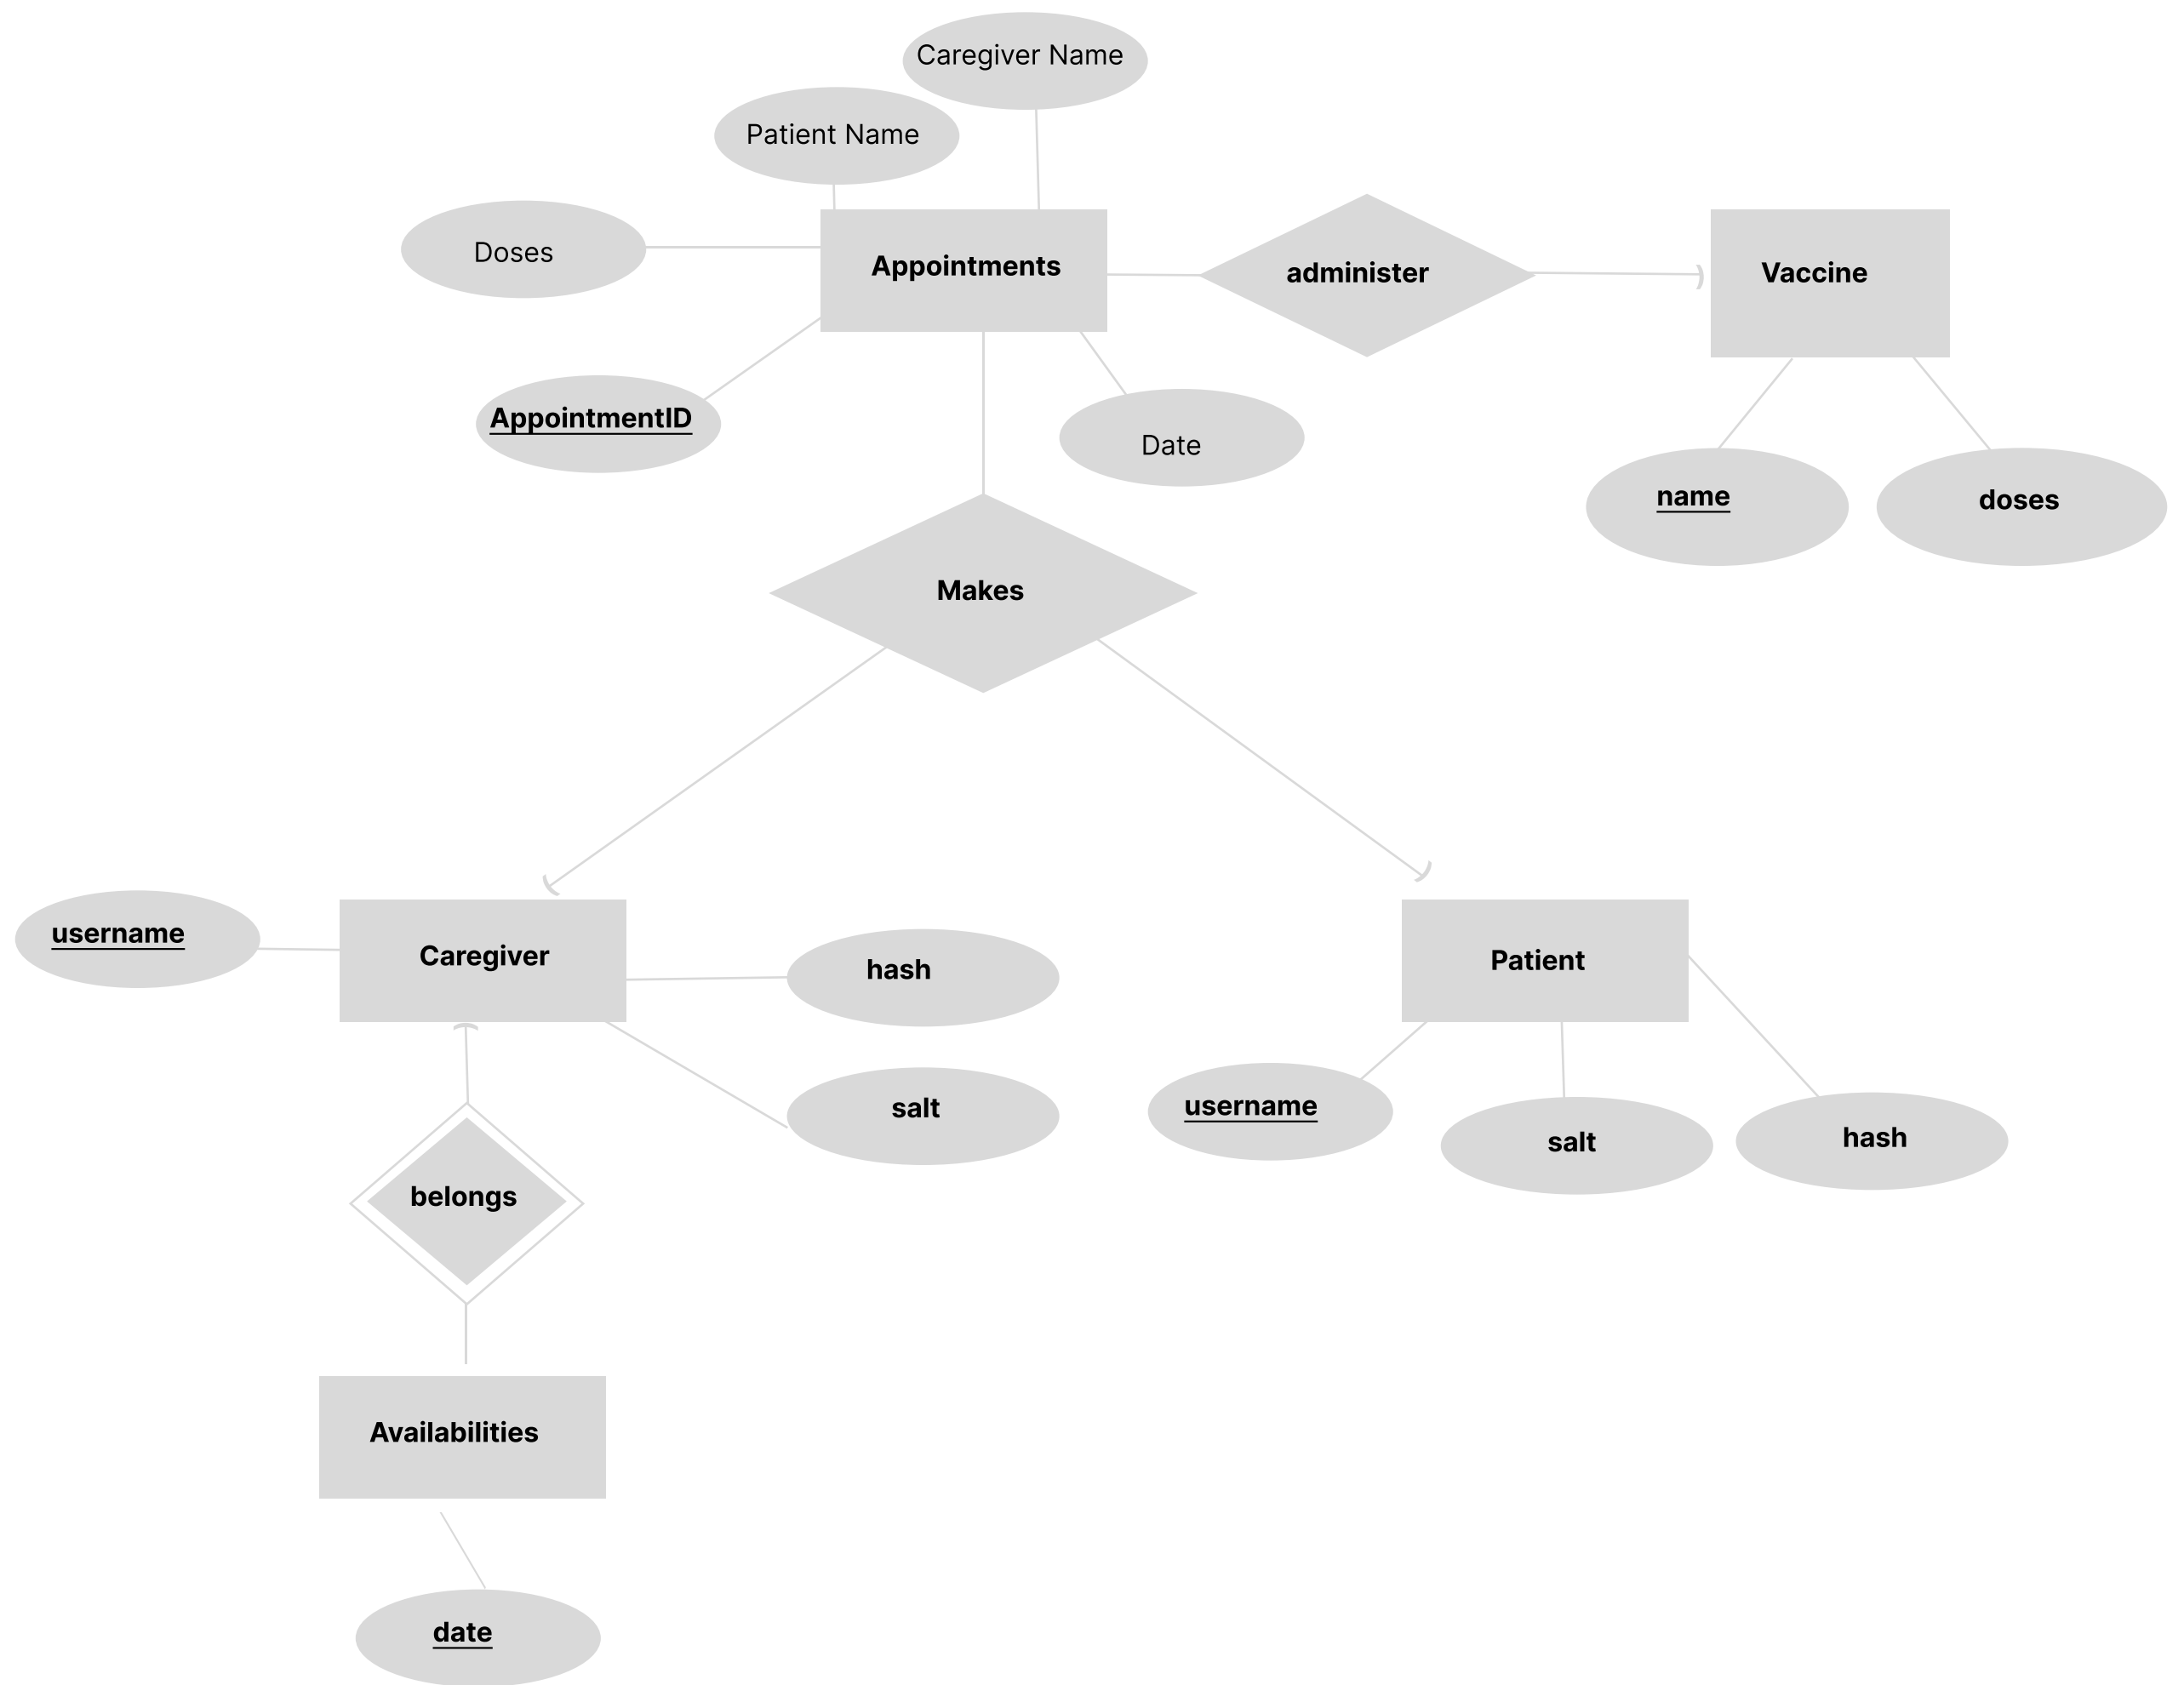 Caregiver Name
Patient Name
Doses
Appointments
administer
Vaccine
AppointmentID
Date
name
doses
Makes
username
Caregiver
hash
Patient
salt
username
salt
hash
belongs
Availabilities
date